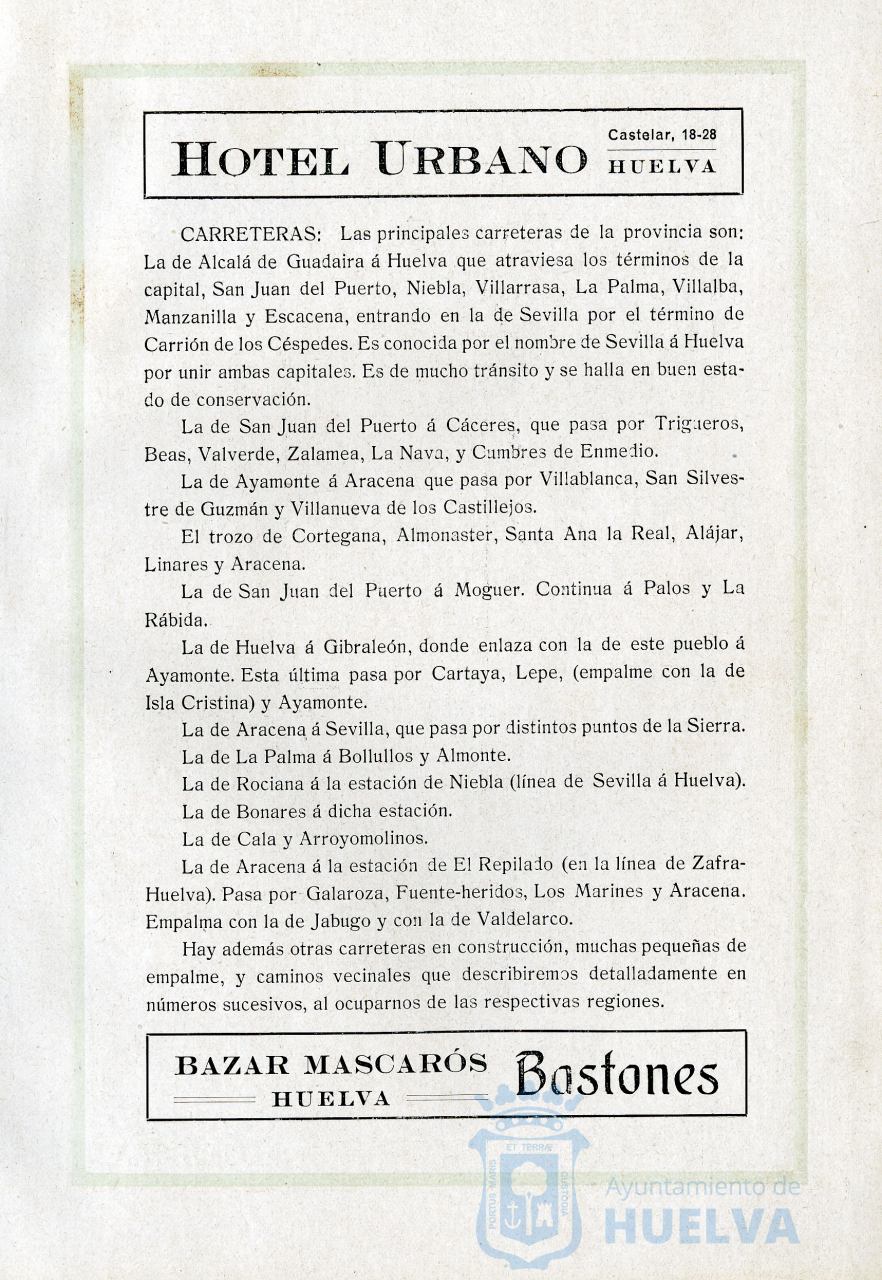 HOTEL URBANO
Castelar, 18-28
HUELVA
CARRETERAS: Las principales carreteras de la provincia son:
La de Alcalá de Guadaira á Huelva que atraviesa los términos de la
capital, San Juan del Puerto, Niebla, Villarrasa, La Palma, Villalba,
Manzanilla y Escacena, entrando en la de Sevilla por el término de
Carrión de los Céspedes. Es conocida por el nombre de Sevilla á Huelva
por unir ambas capitales. Es de mucho tránsito y se halla en buen esta-
do de conservación.
La de San Juan del Puerto á Cáceres, que pasa por Trigueros,
Beas, Valverde, Zalamea, La Nava, y Cumbres de Enmedio.
La de Ayamonte á Aracena que pasa por Villablanca, San Silves-
tre de Guzmán y Villanueva de los Castillejos.
El trozo de Cortegana, Almonaster, Santa Ana la Real, Alájar,
Linares y Aracena.
La de San Juan del Puerto á Moguer. Continua á Palos y La
Rábida.
La de Huelva á Gibraleón, donde enlaza con la de este pueblo á
Ayamonte. Esta última pasa por Cartaya, Lepe, (empalme con la de
Isla Cristina) y Ayamonte.
La de Aracena á Sevilla, que pasa por distintos puntos de la Sierra.
La de La Palma á Bollullos y Almonte.
La de Rociana á la estación de Niebla (línea de Sevilla á Huelva).
La de Bonares á dicha estación.
La de Cala y Arroyomolinos.
La de Aracena á la estación de El Repilado (en la línea de Zafra-
Huelva). Pasa por Galaroza, Fuente-heridos, Los Marines y Aracena.
Empalma con la de Jabugo y con la de Valdelarco.
Hay además otras carreteras en construcción, muchas pequeñas de
empalme, y caminos vecinales que describiremos detalladamente en
números sucesivos, al ocuparnos de las respectivas regiones.
BAZAR MASCARÓS
HUELVA
Bastones
ET TERRÆ
PORTUS MARIS
CUSTODIA
Ayuntamiento de
HUELVA